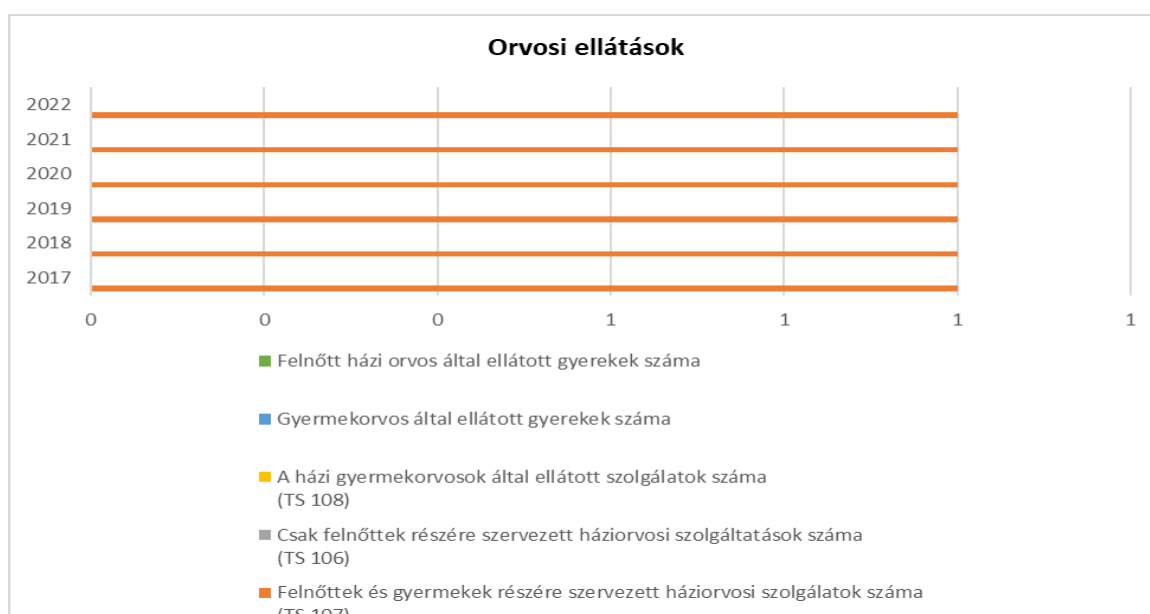 Orvosi ellátások
2022
2021
2020
2019
2018
2017
0 0 0 1 1 1 1
Felnőtt házi orvos által ellátott gyerekek száma
Gyermekorvos által ellátott gyerekek száma
A házi gyermekorvosok által ellátott szolgálatok száma
(TS 108)
Csak felnőttek részére szervezett háziorvosi szolgáltatások száma
(TS 106)
Felnőttek és gyermekek részére szervezett háziorvosi szolgálatok száma
(TS 107)